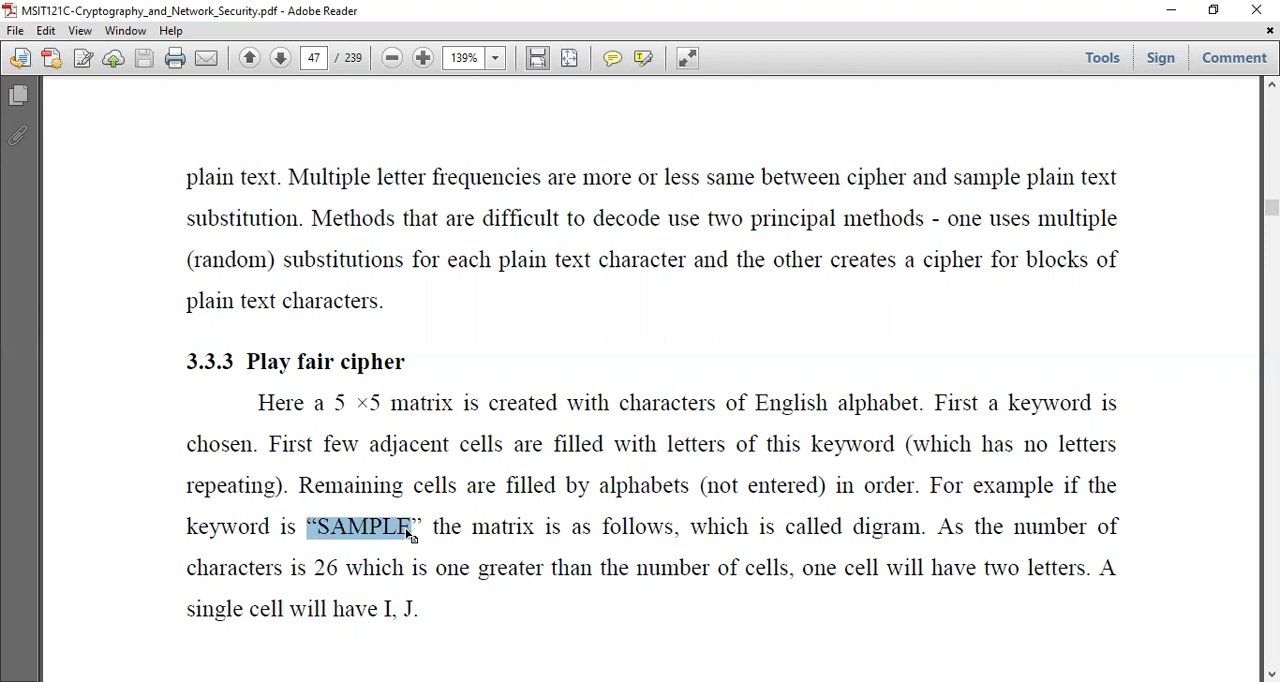 MSIT121C-Cryptography_and_Network_Security.pdf - Adobe Reader
File Edit View Window Help
47 / 239 139% Tools Sign Comment
plain text. Multiple letter frequencies are more or less same between cipher and sample plain text
substitution. Methods that are difficult to decode use two principal methods - one uses multiple
(random) substitutions for each plain text character and the other creates a cipher for blocks of
plain text characters.
3.3.3 Play fair cipher
Here a 5 ×5 matrix is created with characters of English alphabet. First a keyword is
chosen. First few adjacent cells are filled with letters of this keyword (which has no letters
repeating). Remaining cells are filled by alphabets (not entered) in order. For example if the
keyword is “SAMPLE” the matrix is as follows, which is called digram. As the number of
characters is 26 which is one greater than the number of cells, one cell will have two letters. A
single cell will have I, J.